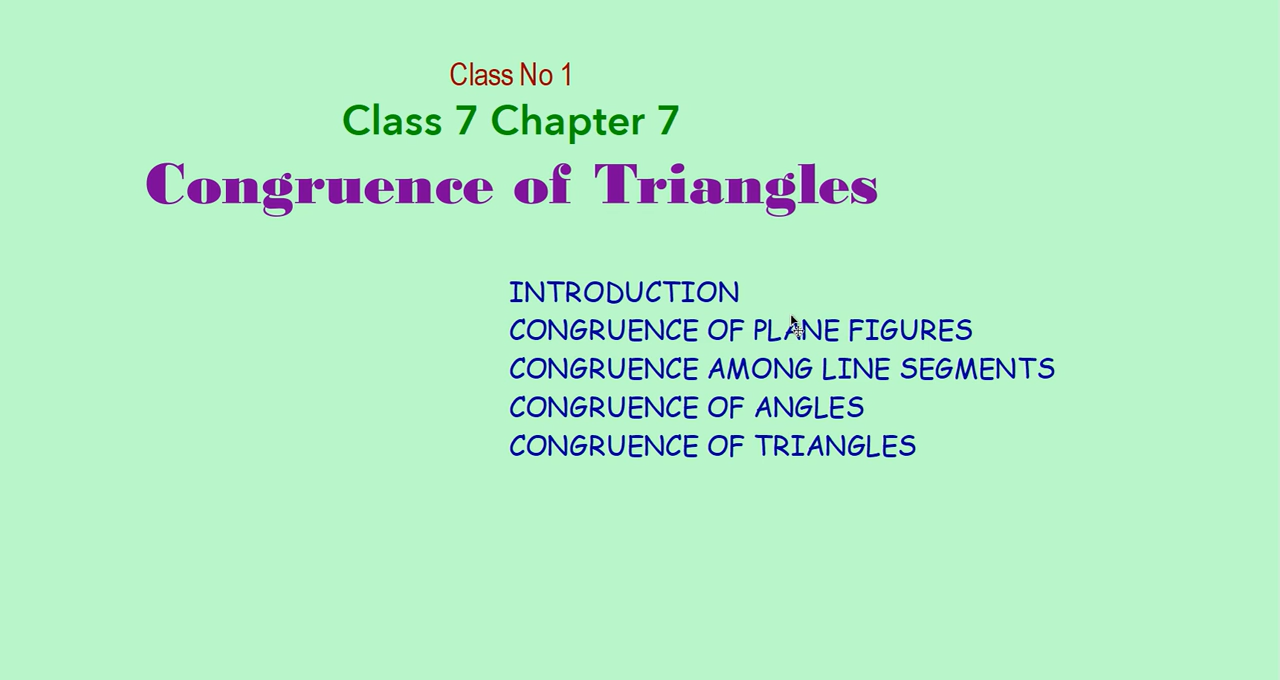 Class No 1
Class 7 Chapter 7
Congruence of Triangles
INTRODUCTION
CONGRUENCE OF PLANE FIGURES
CONGRUENCE AMONG LINE SEGMENTS
CONGRUENCE OF ANGLES
CONGRUENCE OF TRIANGLES